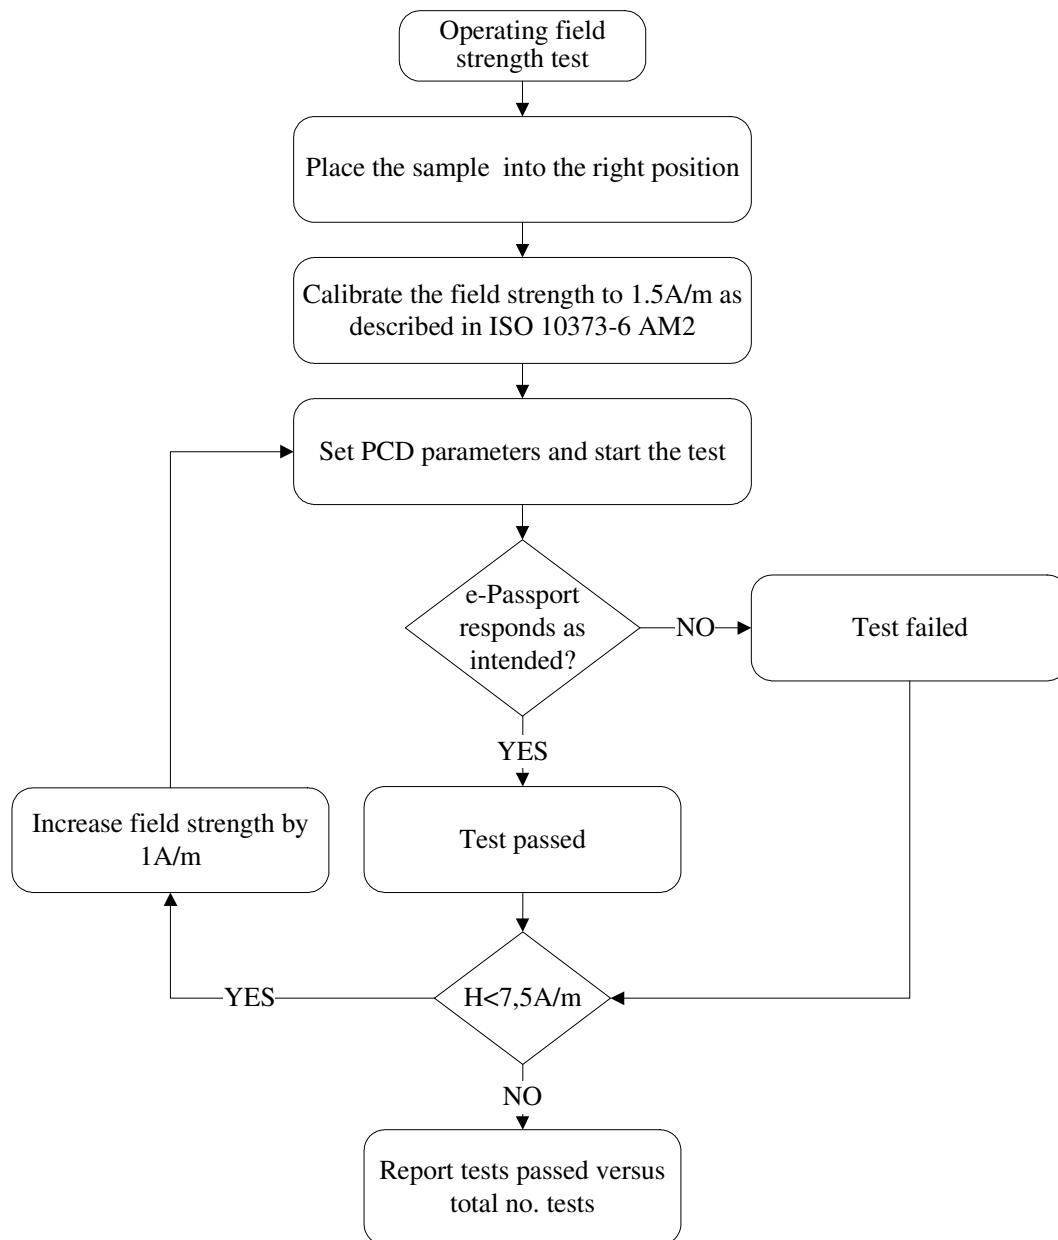 Operating field
strength test
Place the sample into the right position
Calibrate the field strength to 1.5A/m as
described in ISO 10373-6 AM2
Set PCD parameters and start the test
e-Passport
responds as
intended?
NO
Test failed
YES
Increase field strength by
1A/m
Test passed
YES
H<7,5A/m
NO
Report tests passed versus
total no. tests